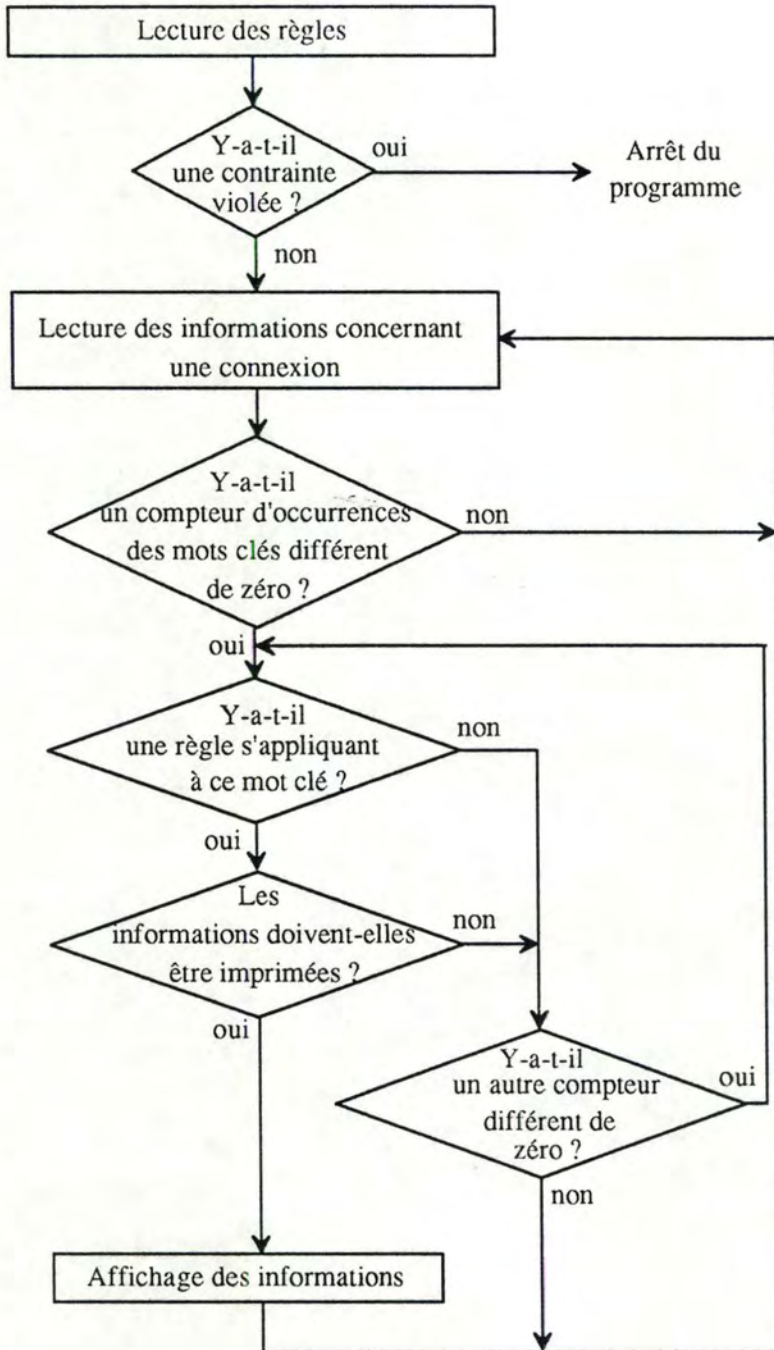 Lecture des règles
Y-a-t-il
une contrainte
violée ?
oui
Arrêt du
programme
non
Lecture des informations concernant
une connexion
Y-a-t-il
un compteur d'occurrences
des mots clés différent
de zéro ?
non
oui
Y-a-t-il
une règle s'appliquant
à ce mot clé ?
non
oui
Les
informations doivent-elles
être imprimées ?
non
oui
Y-a-t-il
un autre compteur
différent de
zéro ?
oui
non
Affichage des informations